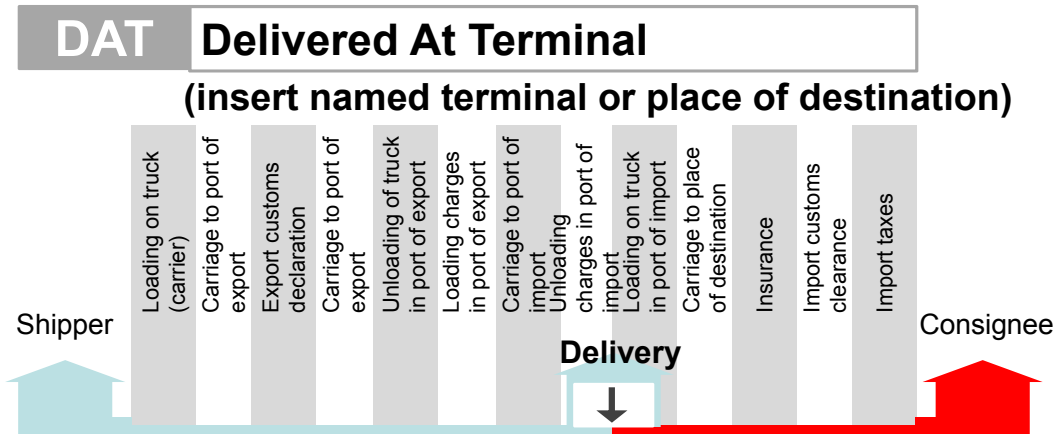 DAT
Delivered At Terminal
(insert named terminal or place of destination)
Loading on truck
(carrier)
Carriage to port of
export
Export customs
declaration
Carriage to port of
export
Unloading of truck
in port of export
Loading charges
in port of export
Carriage to port of
import
Unloading
charges in port of
import
Loading on truck
in port of import
Carriage to place
of destination
Insurance
Import customs
clearance
Import taxes
Shipper
Consignee
Delivery